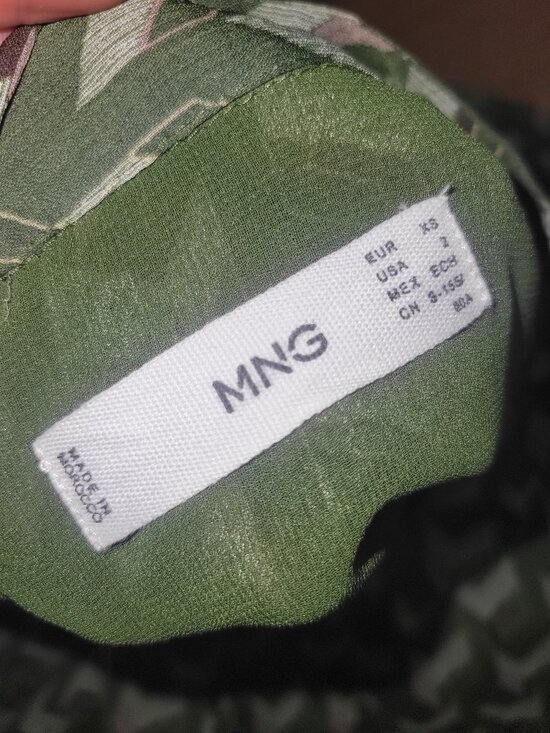 MNG
EUR XS
USA 2
MEX ECH
CN S-155/
80A
MADE IN
MOROCCO